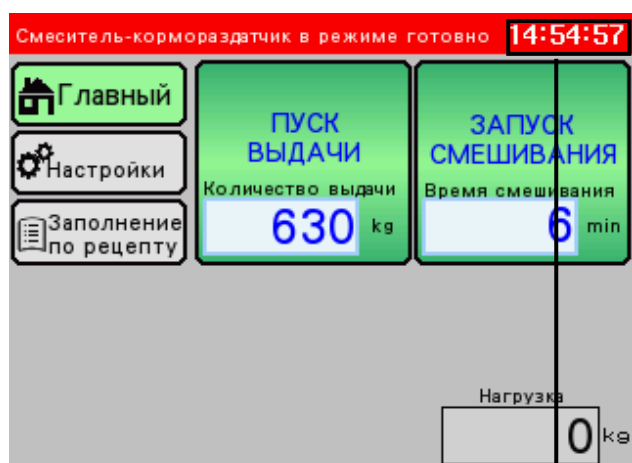 Смеситель-кормораздатчик в режиме готовно 14:54:57
Главный
Настройки
Заполнение
по рецепту
ПУСК
ВЫДАЧИ
Количество выдачи
630 kg
ЗАПУСК
СМЕШИВАНИЯ
Время смешивания
6 min
Нагрузка
0 kg